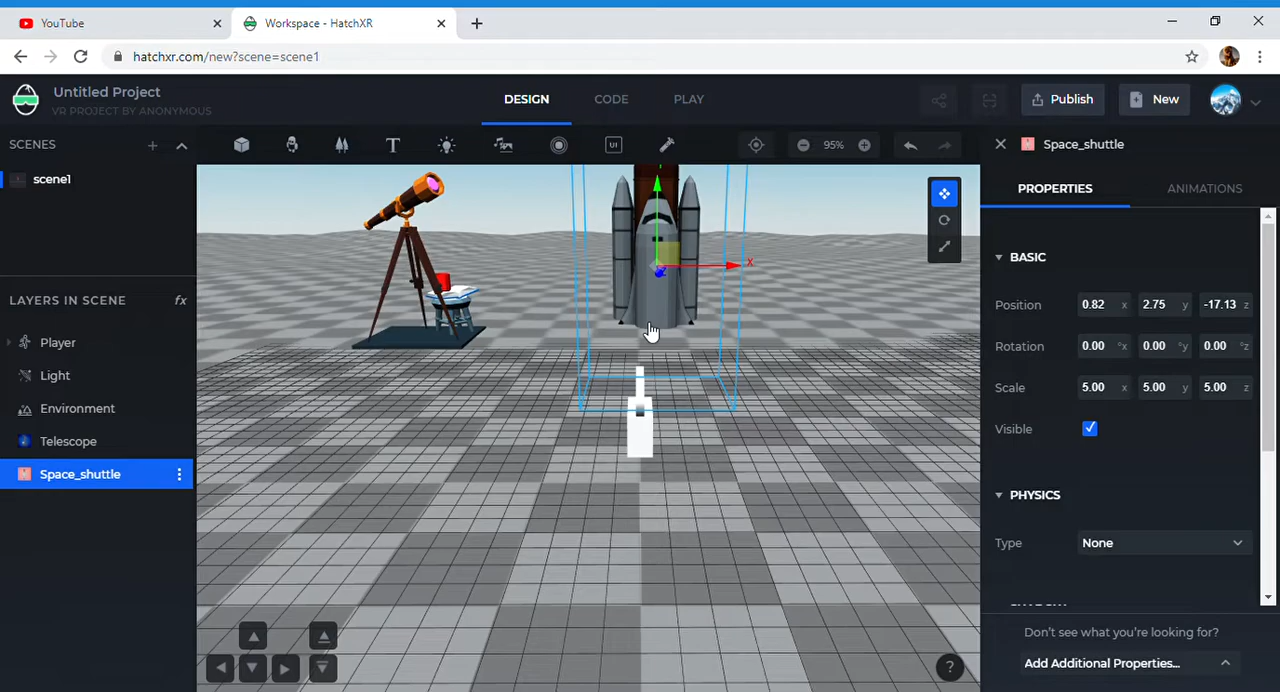 YouTube
Workspace - HatchXR
hatchxr.com/new?scene=scene1
Untitled Project
VR PROJECT BY ANONYMOUS
DESIGN
CODE
PLAY
Publish
New
SCENES
T
UI
95%
Space_shuttle
scene1
PROPERTIES
ANIMATIONS
BASIC
x
LAYERS IN SCENE
fx
Position 0.82 x 2.75 y -17.13 z
Player
Rotation 0.00 °x 0.00 °y 0.00 °z
Light
Scale 5.00 x 5.00 y 5.00 z
Environment
Visible
Telescope
Space_shuttle
PHYSICS
Type None
Don't see what you're looking for?
Add Additional Properties...
?